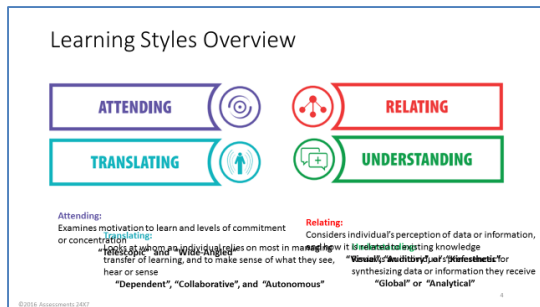 Learning Styles Overview
ATTENDING
RELATING
TRANSLATING
UNDERSTANDING
Attending:
Examines motivation to learn and levels of commitment
or concentration
"Telescopic" and "Wide-Angled"
Translating:
Looks at whom an individual relies on most in managing
transfer of learning, and to make sense of what they see,
hear or sense
"Dependent", "Collaborative", and "Autonomous"
Relating:
Considers individual's perception of data or information,
and how it is related to existing knowledge
"Visual", "Auditory", or "Kinesthetic"
synthesizing data or information they receive
"Global" or "Analytical"
©2016 Assessments 24X7
4